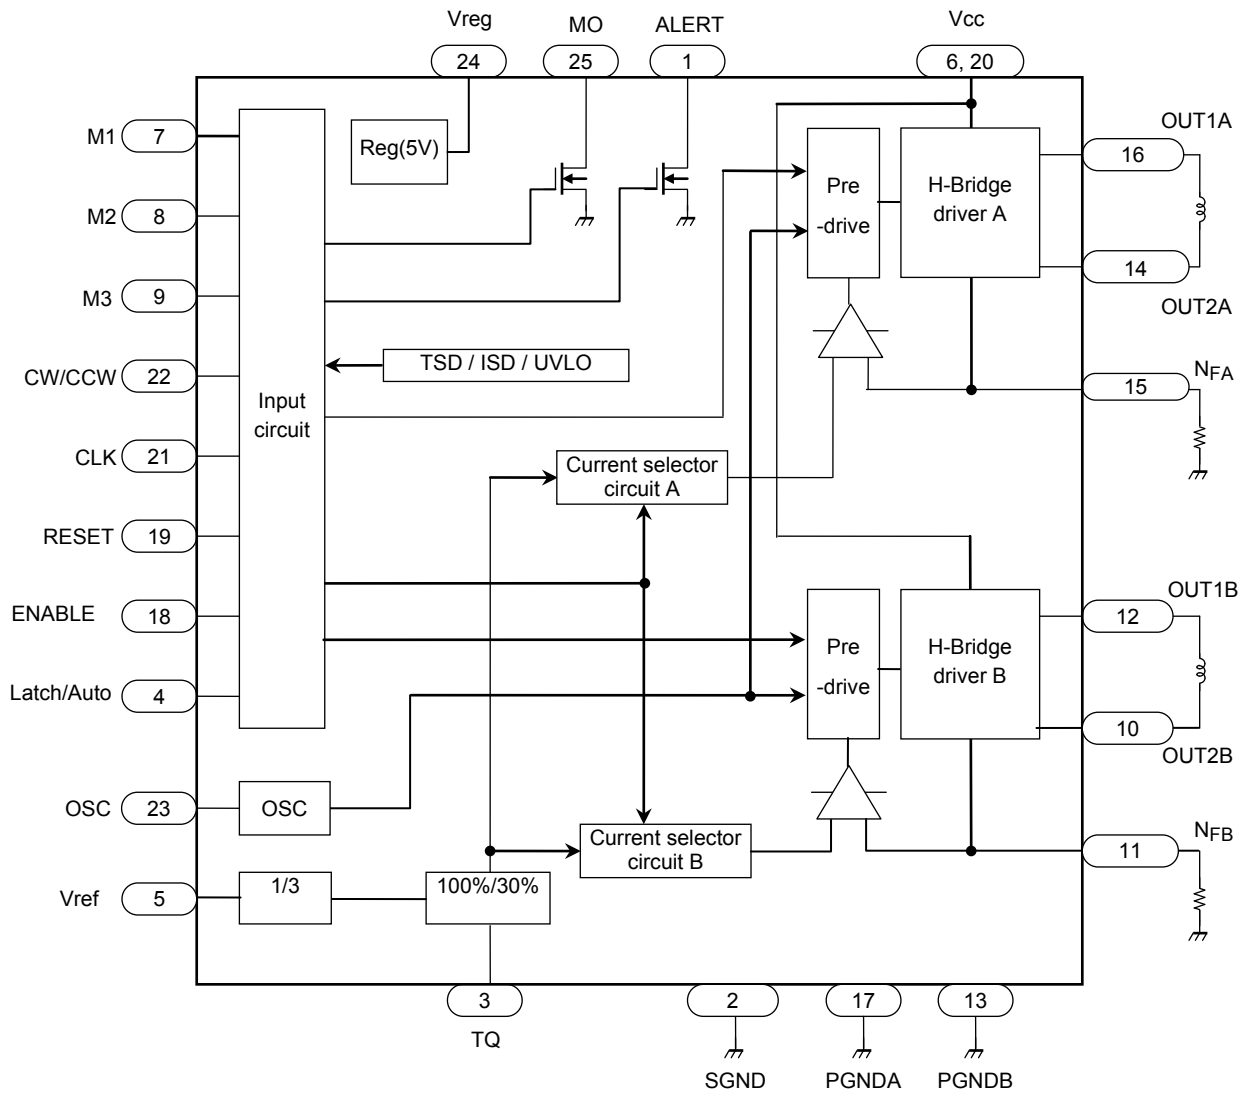 Vreg MO ALERT Vcc
24 25 1 6, 20
M1 7
M2 8
M3 9
CW/CCW 22
CLK 21
RESET 19
ENABLE 18
Latch/Auto 4
OSC 23
Vref 5
Input
circuit
Reg(5V)
TSD / ISD / UVLO
Pre
-drive
H-Bridge
driver A
OUT1A
16
14
OUT2A
NFA
15
Current selector
circuit A
Pre
-drive
H-Bridge
driver B
OUT1B
12
10
OUT2B
NFB
11
OSC
Current selector
circuit B
1/3
100%/30%
3 2 17 13
TQ
SGND PGNDA PGNDB